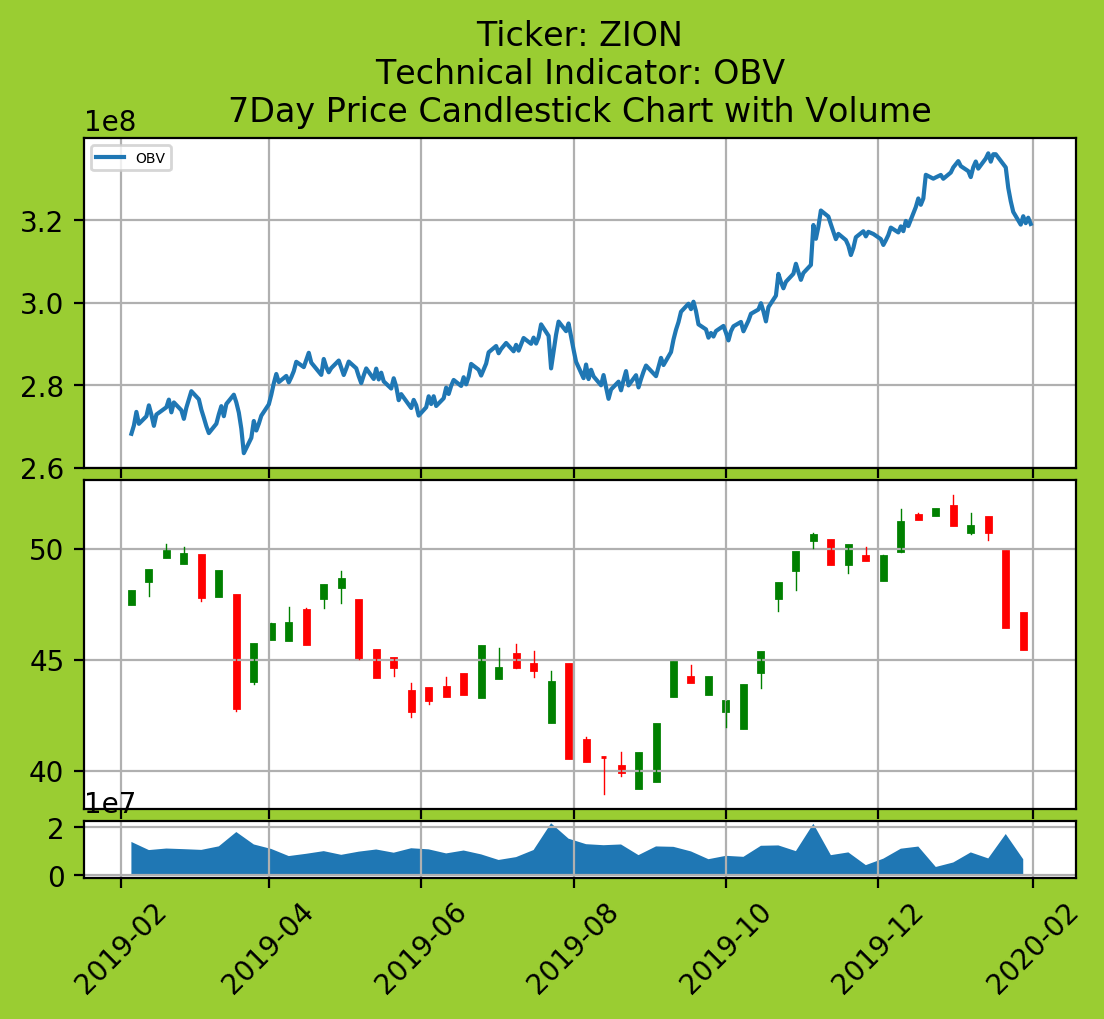 Ticker: ZION
Technical Indicator: OBV
7Day Price Candlestick Chart with Volume
1e8
OBV
3.2
3.0
2.8
2.6
50
45
40
1e7
2
0
2019-02 2019-04 2019-06 2019-08 2019-10 2019-12 2020-02